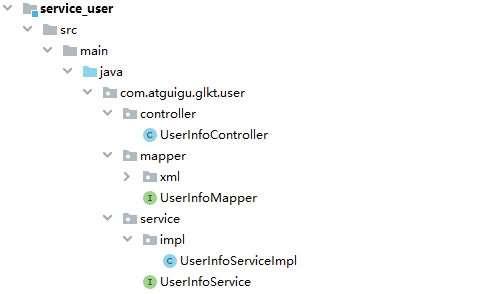 service_user
src
main
java
com.atguigu.glkt.user
controller
C UserInfoController
mapper
xml
I UserInfoMapper
service
impl
C UserInfoServiceImpl
I UserInfoService